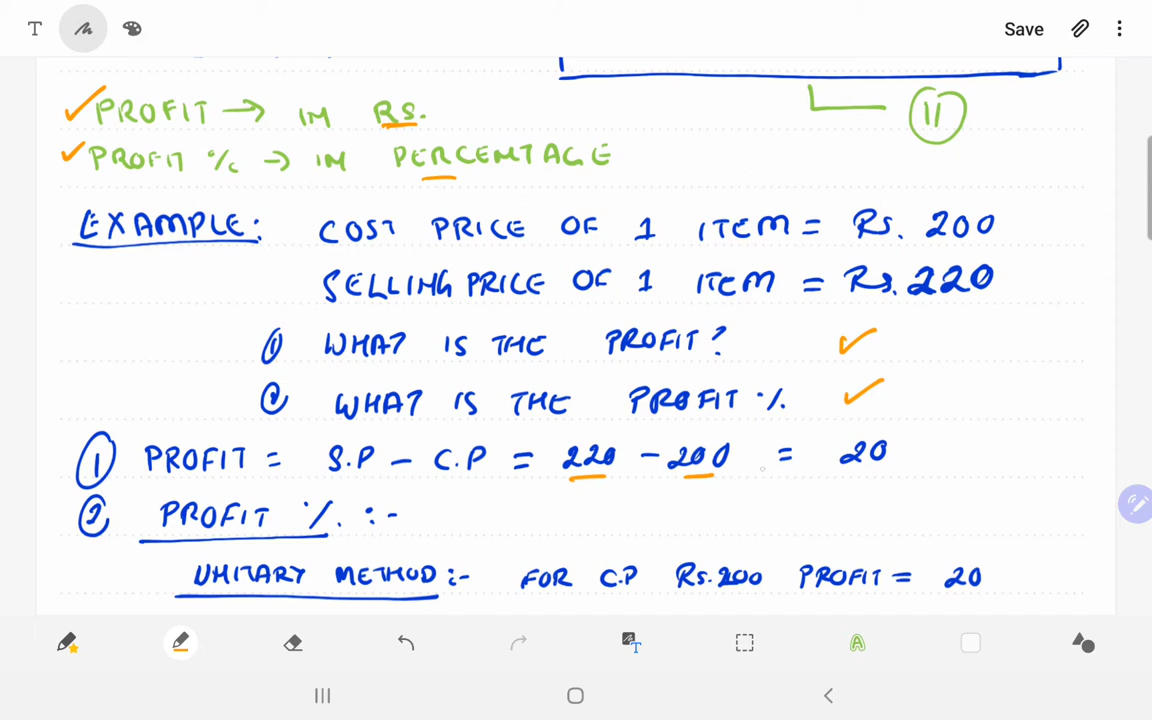 T Save
PROFIT → IN RS.
11
PROFIT % → IN PERCENTAGE
EXAMPLE: COST PRICE OF 1 ITEM = RS. 200
SELLING PRICE OF 1 ITEM = Rs. 220
① WHAT IS THE PROFIT?
② WHAT IS THE PROFIT %
① PROFIT = S.P - C.P = 220 - 200 = 20
② PROFIT % :-
UNITARY METHOD :- FOR C.P Rs. 200 PROFIT = 20